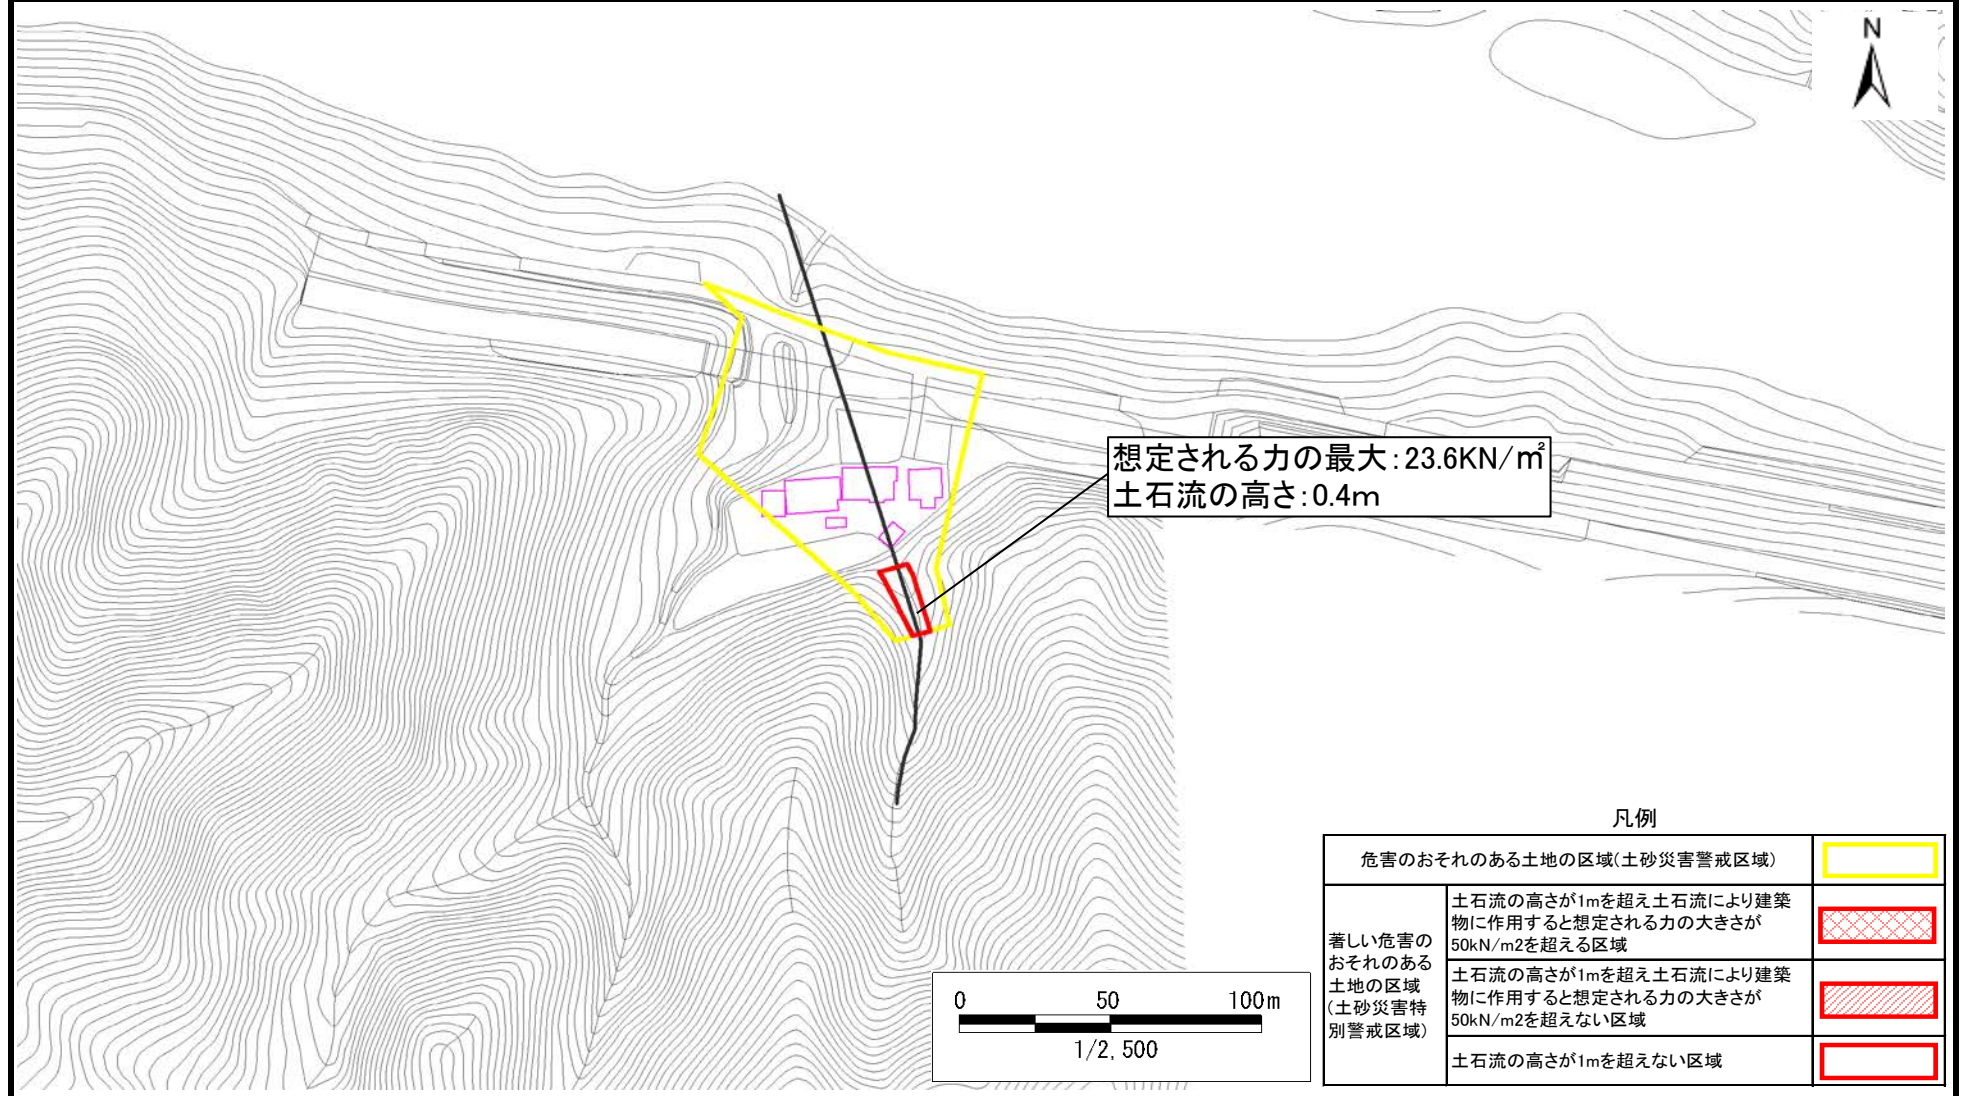 N
想定される力の最大:23.6KN/㎡
土石流の高さ:0.4m
凡例
危害のおそれのある土地の区域(土砂災害警戒区域)
著しい危害の
おそれのある
土地の区域
(土砂災害特
別警戒区域)
土石流の高さが1mを超え土石流により建築
物に作用すると想定される力の大きさが
50kN/m2を超える区域
土石流の高さが1mを超え土石流により建築
物に作用すると想定される力の大きさが
50kN/m2を超えない区域
土石流の高さが1mを超えない区域
0 50 100m
1/2,500